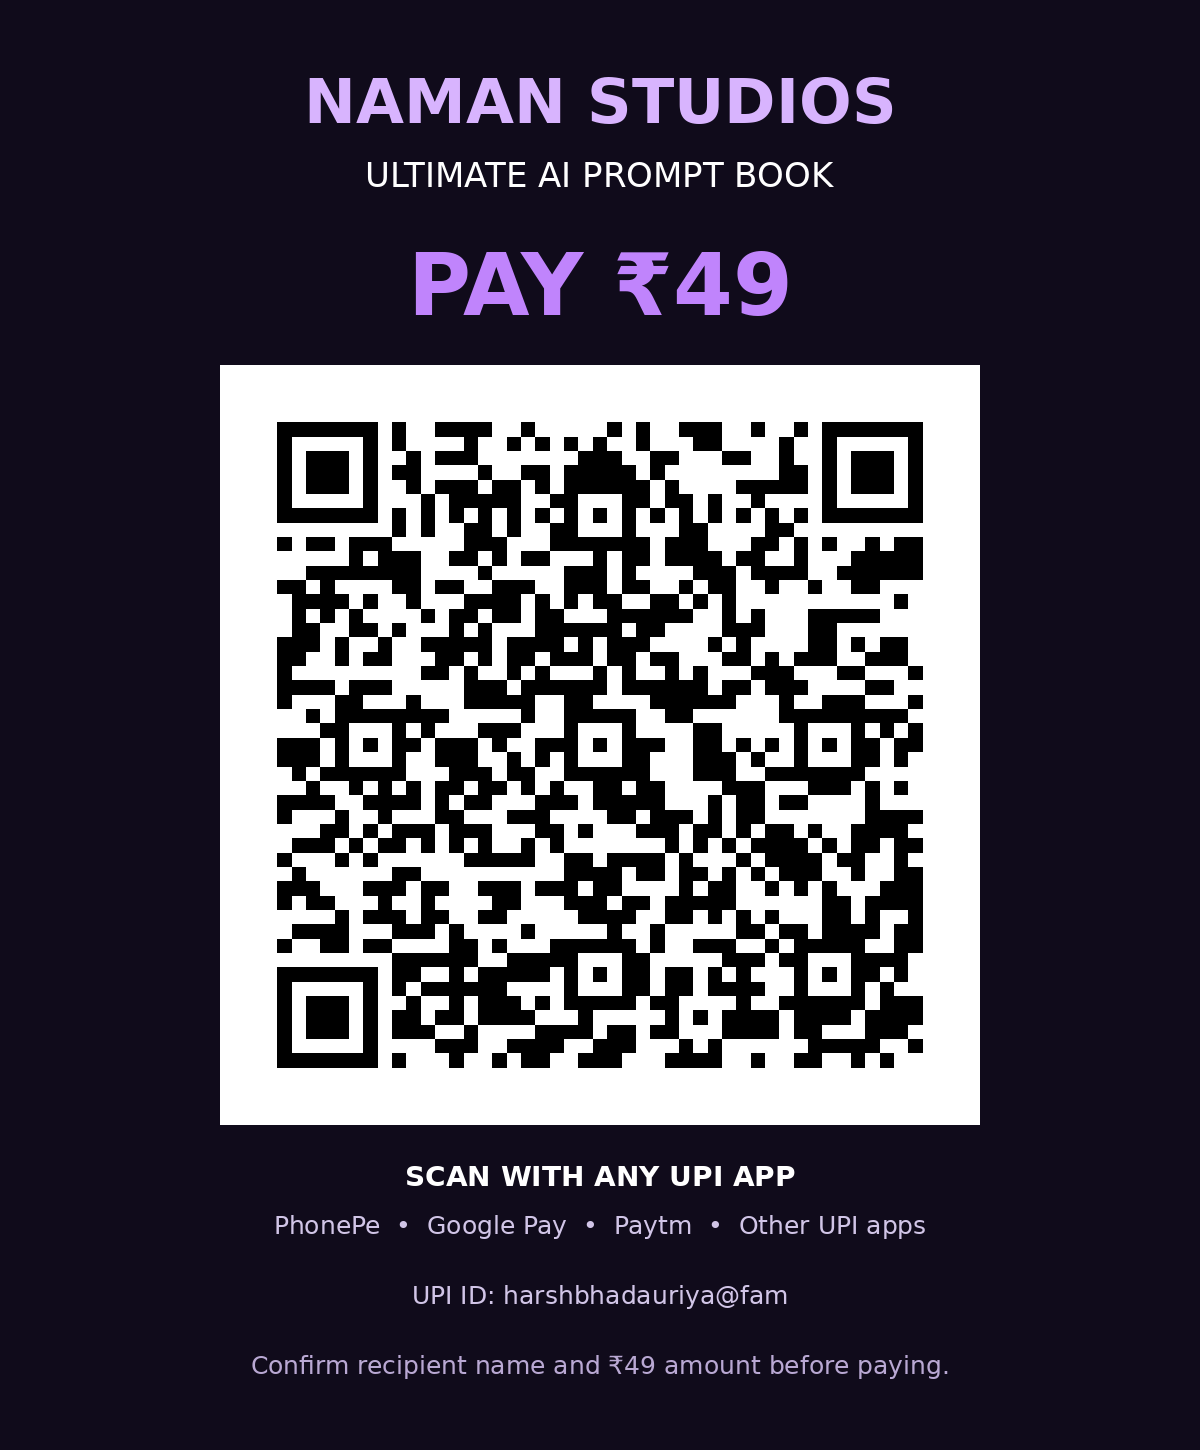 NAMAN STUDIOS
ULTIMATE AI PROMPT BOOK
PAY ₹49
SCAN WITH ANY UPI APP
PhonePe • Google Pay • Paytm • Other UPI apps
UPI ID: harshbhadauriya@fam
Confirm recipient name and ₹49 amount before paying.